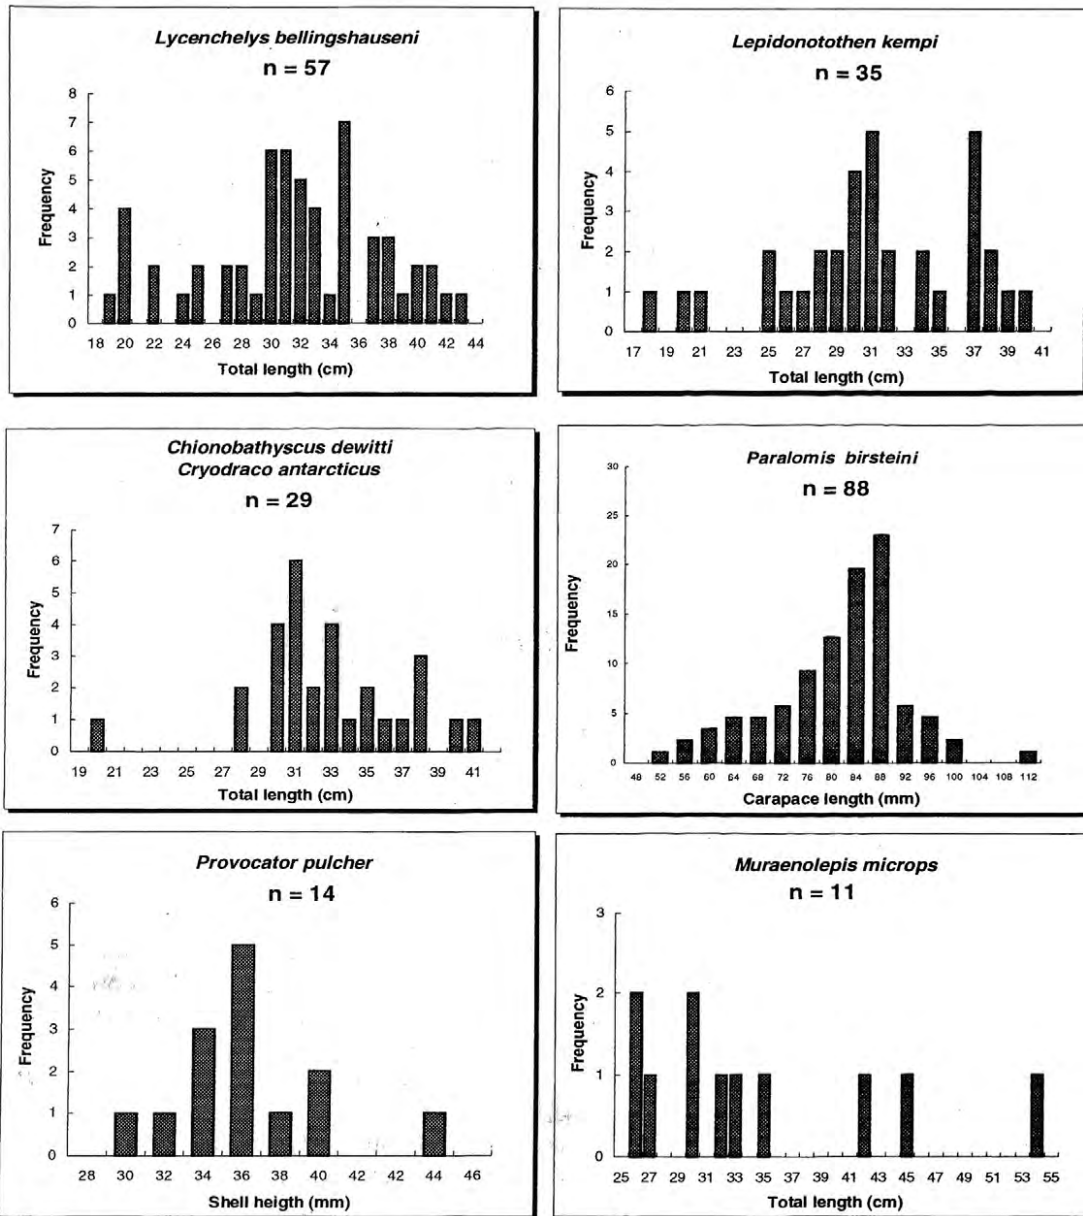 Lycenchelys bellingshauseni
n = 57
8
7
6
5
4
3
2
1
0
Frequency
18 20 22 24 26 28 30 32 34 36 38 40 42 44
Total length (cm)
Lepidonotothen kempi
n = 35
6
5
4
3
2
1
0
Frequency
17 19 21 23 25 27 29 31 33 35 37 39 41
Total length (cm)
Chionobathyscus dewitti
Cryodraco antarcticus
n = 29
7
6
5
4
3
2
1
0
Frequency
19 21 23 25 27 29 31 35 37 39 41
Total length (cm)
Paralomis birsteini
n = 88
30
25
20
15
10
5
0
Frequency
48 52 56 60 64 68 72 76 80 84 88 92 96 100 104 108 112
Carapace length (mm)
Provocator pulcher
n = 14
6
5
4
3
2
1
0
Frequency
28 30 32 34 36 38 40 42 42 44 46
Shell heigth (mm)
Muraenolepis microps
n = 11
3
2
1
0
Frequency
25 27 29 31 33 35 37 39 41 43 45 47 49 51 53 55
Total length (cm)